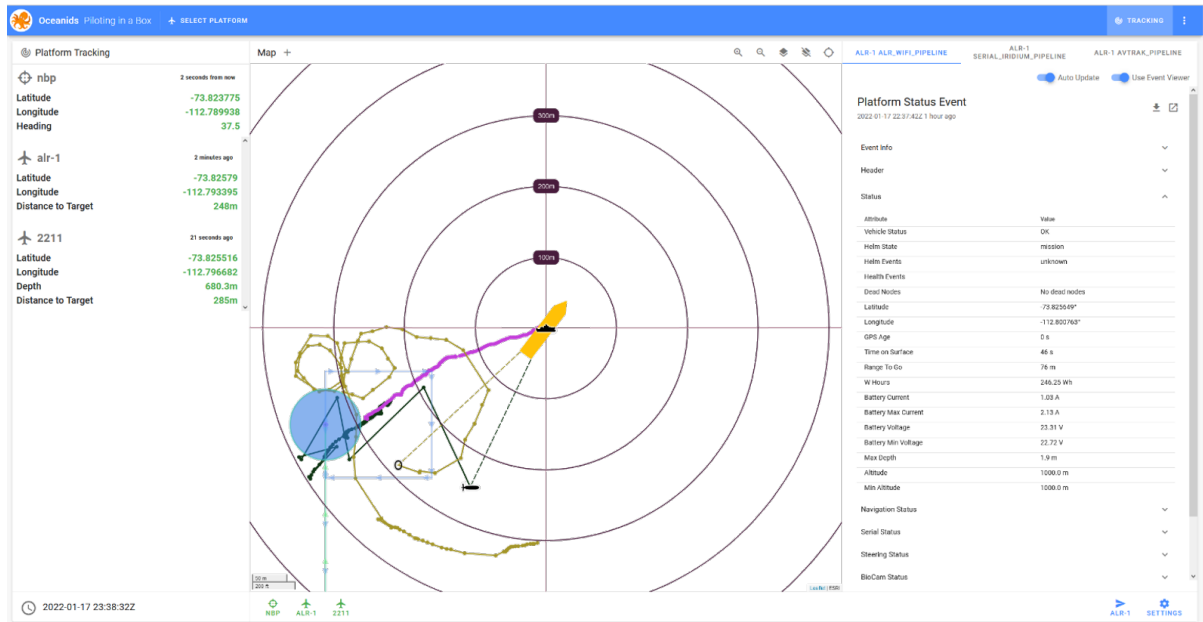 Oceanids Piloting in a Box SELECT PLATFORM TRACKING
Platform Tracking
nbp 2 seconds from now
Latitude -73.823775
Longitude -112.789938
Heading 37.5
alr-1 2 minutes ago
Latitude -73.82579
Longitude -112.793395
Distance to Target 248m
2211 21 seconds ago
Latitude -73.825516
Longitude -112.796682
Depth 680.3m
Distance to Target 285m
2022-01-17 23:38:32Z
Map +
300m
200m
100m
50 m
200 ft
Leaflet | ESRI
NBP ALR-1 2211
ALR-1 ALR_WIFI_PIPELINE
ALR-1
SERIAL_IRIDIUM_PIPELINE
ALR-1 AVTRAK_PIPELINE
Auto Update Use Event Viewer
Platform Status Event
2022-01-17 22:37:42Z 1 hour ago
Event Info
Header
Status
Attribute Value
Vehicle Status OK
Helm State mission
Helm Events unknown
Health Events
Dead Nodes No dead nodes
Latitude -73.825649°
Longitude -112.800763°
GPS Age 0 s
Time on Surface 46 s
Range To Go 76 m
W Hours 246.25 Wh
Battery Current 1.03 A
Battery Max Current 2.13 A
Battery Voltage 23.31 V
Battery Min Voltage 22.72 V
Max Depth 1.9 m
Altitude 1000.0 m
Min Altitude 1000.0 m
Navigation Status
Serial Status
Steering Status
BioCam Status
ALR-1 SETTINGS